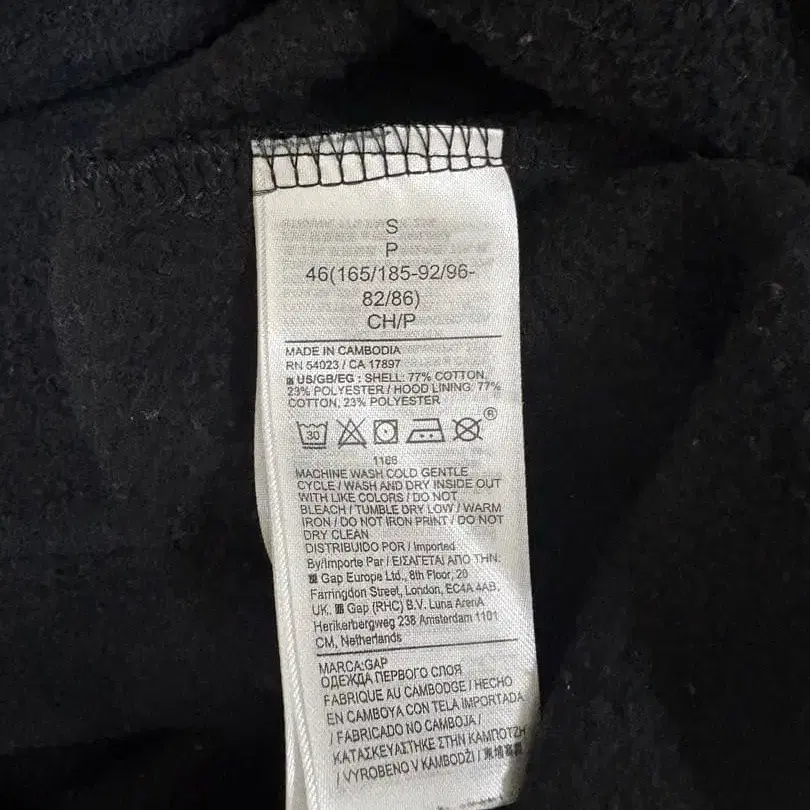 S
P
46(165/185-92/96-
82/86)
CH/P
MADE IN CAMBODIA
RN 54023 / CA 17897
US/GB/EG : SHELL: 77% COTTON,
23% POLYESTER / HOOD LINING: 77%
COTTON, 23% POLYESTER
30
®
1168
MACHINE WASH COLD GENTLE
CYCLE / WASH AND DRY INSIDE OUT
WITH LIKE COLORS / DO NOT
BLEACH / TUMBLE DRY LOW / WARM
IRON / DO NOT IRON PRINT / DO NOT
DRY CLEAN
DISTRIBUIDO POR / Imported
By/Importe Par / ΕΙΣΑΓΕΤΑΙ ΑΠΟ ΤΗΝ:
Gap Europe Ltd., 8th Floor, 20
Farringdon Street, London, EC4A 4AB,
UK. Gap (RHC) B.V. Luna ArenA
Herikerbergweg 238 Amsterdam 1101
CM, Netherlands
MARCA:GAP
ОДЕЖДА ПЕРВОГО СЛОЯ
FABRIQUE AU CAMBODGE / HECHO
EN CAMBOYA CON TELA IMPORTADA
/ FABRICADO NO CAMBOJA /
ΚΑΤΑΣΚΕΥΑΣΤΗΚΕ ΣΤΗΝ ΚΑΜΠΟΤΖΗ
/ VYROBENO V KAMBODŽI / 柬埔寨